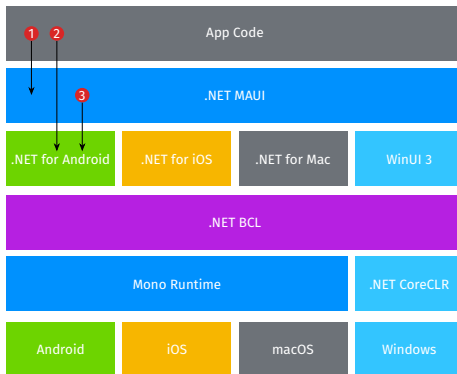 App Code
1 2
.NET MAUI
3
.NET for Android .NET for iOS .NET for Mac WinUI 3
.NET BCL
Mono Runtime .NET CoreCLR
Android iOS macOS Windows